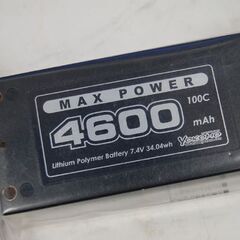 MAX POWER
4600 mAh
100C
Lithium Polymer Battery 7.4V 34.04wh